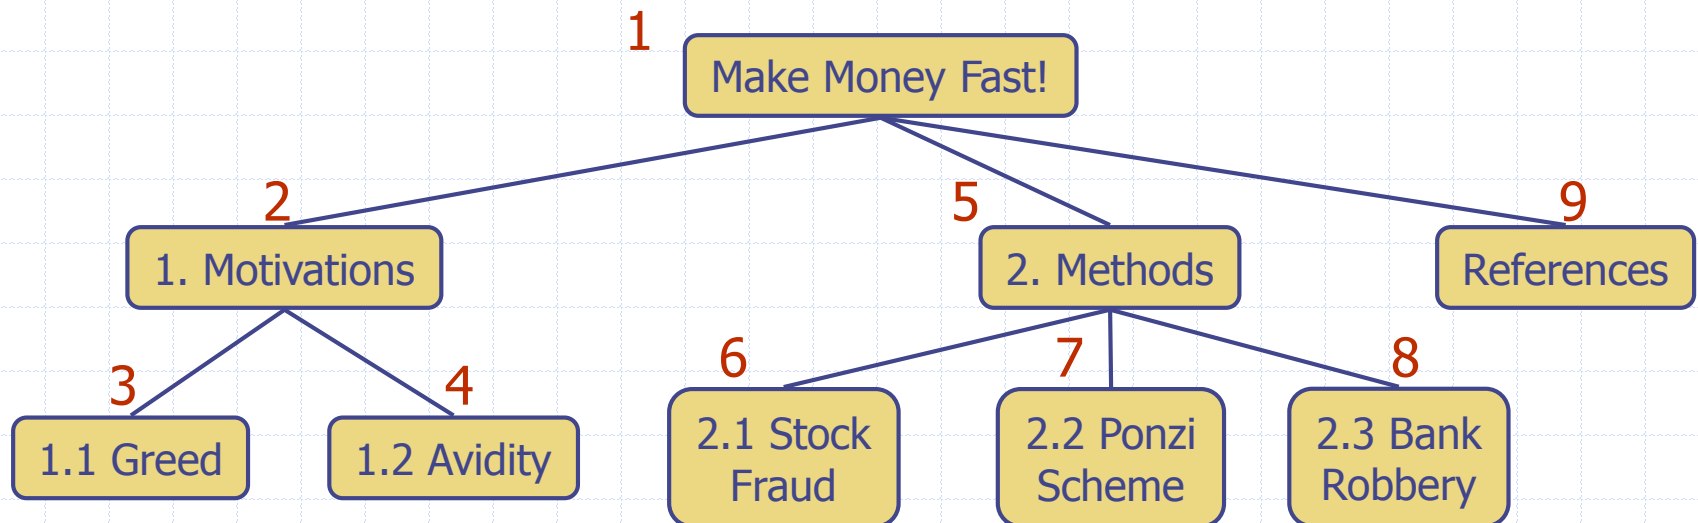 1
Make Money Fast!
2
5
9
1. Motivations
2. Methods
References
3
4
6
7
8
1.1 Greed
1.2 Avidity
2.1 Stock
Fraud
2.2 Ponzi
Scheme
2.3 Bank
Robbery